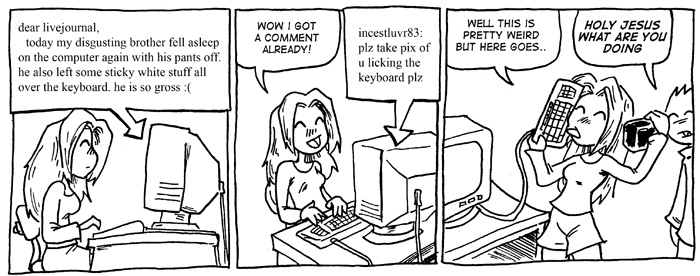 dear livejournal,
today my disgusting brother fell asleep
on the computer again with his pants off.
he also left some sticky white stuff all
over the keyboard. he is so gross :(
WOW I GOT
A COMMENT
ALREADY!
incestluvr83:
plz take pix of
u licking the
keyboard plz
WELL THIS IS
PRETTY WEIRD
BUT HERE GOES..
HOLY JESUS
WHAT ARE YOU
DOING